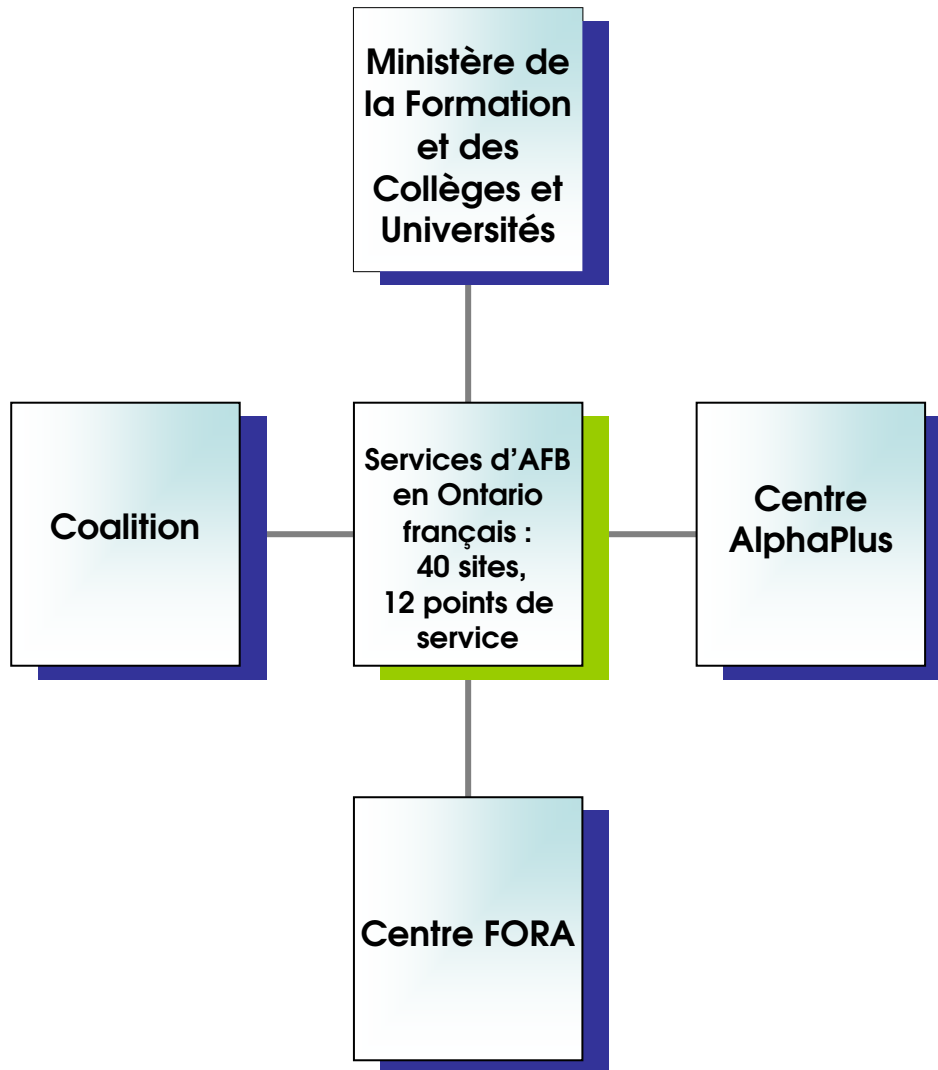 Ministère de
la Formation
et des
Collèges et
Universités
Coalition
Services d'AFB
en Ontario
français :
40 sites,
12 points de
service
Centre
AlphaPlus
Centre FORA